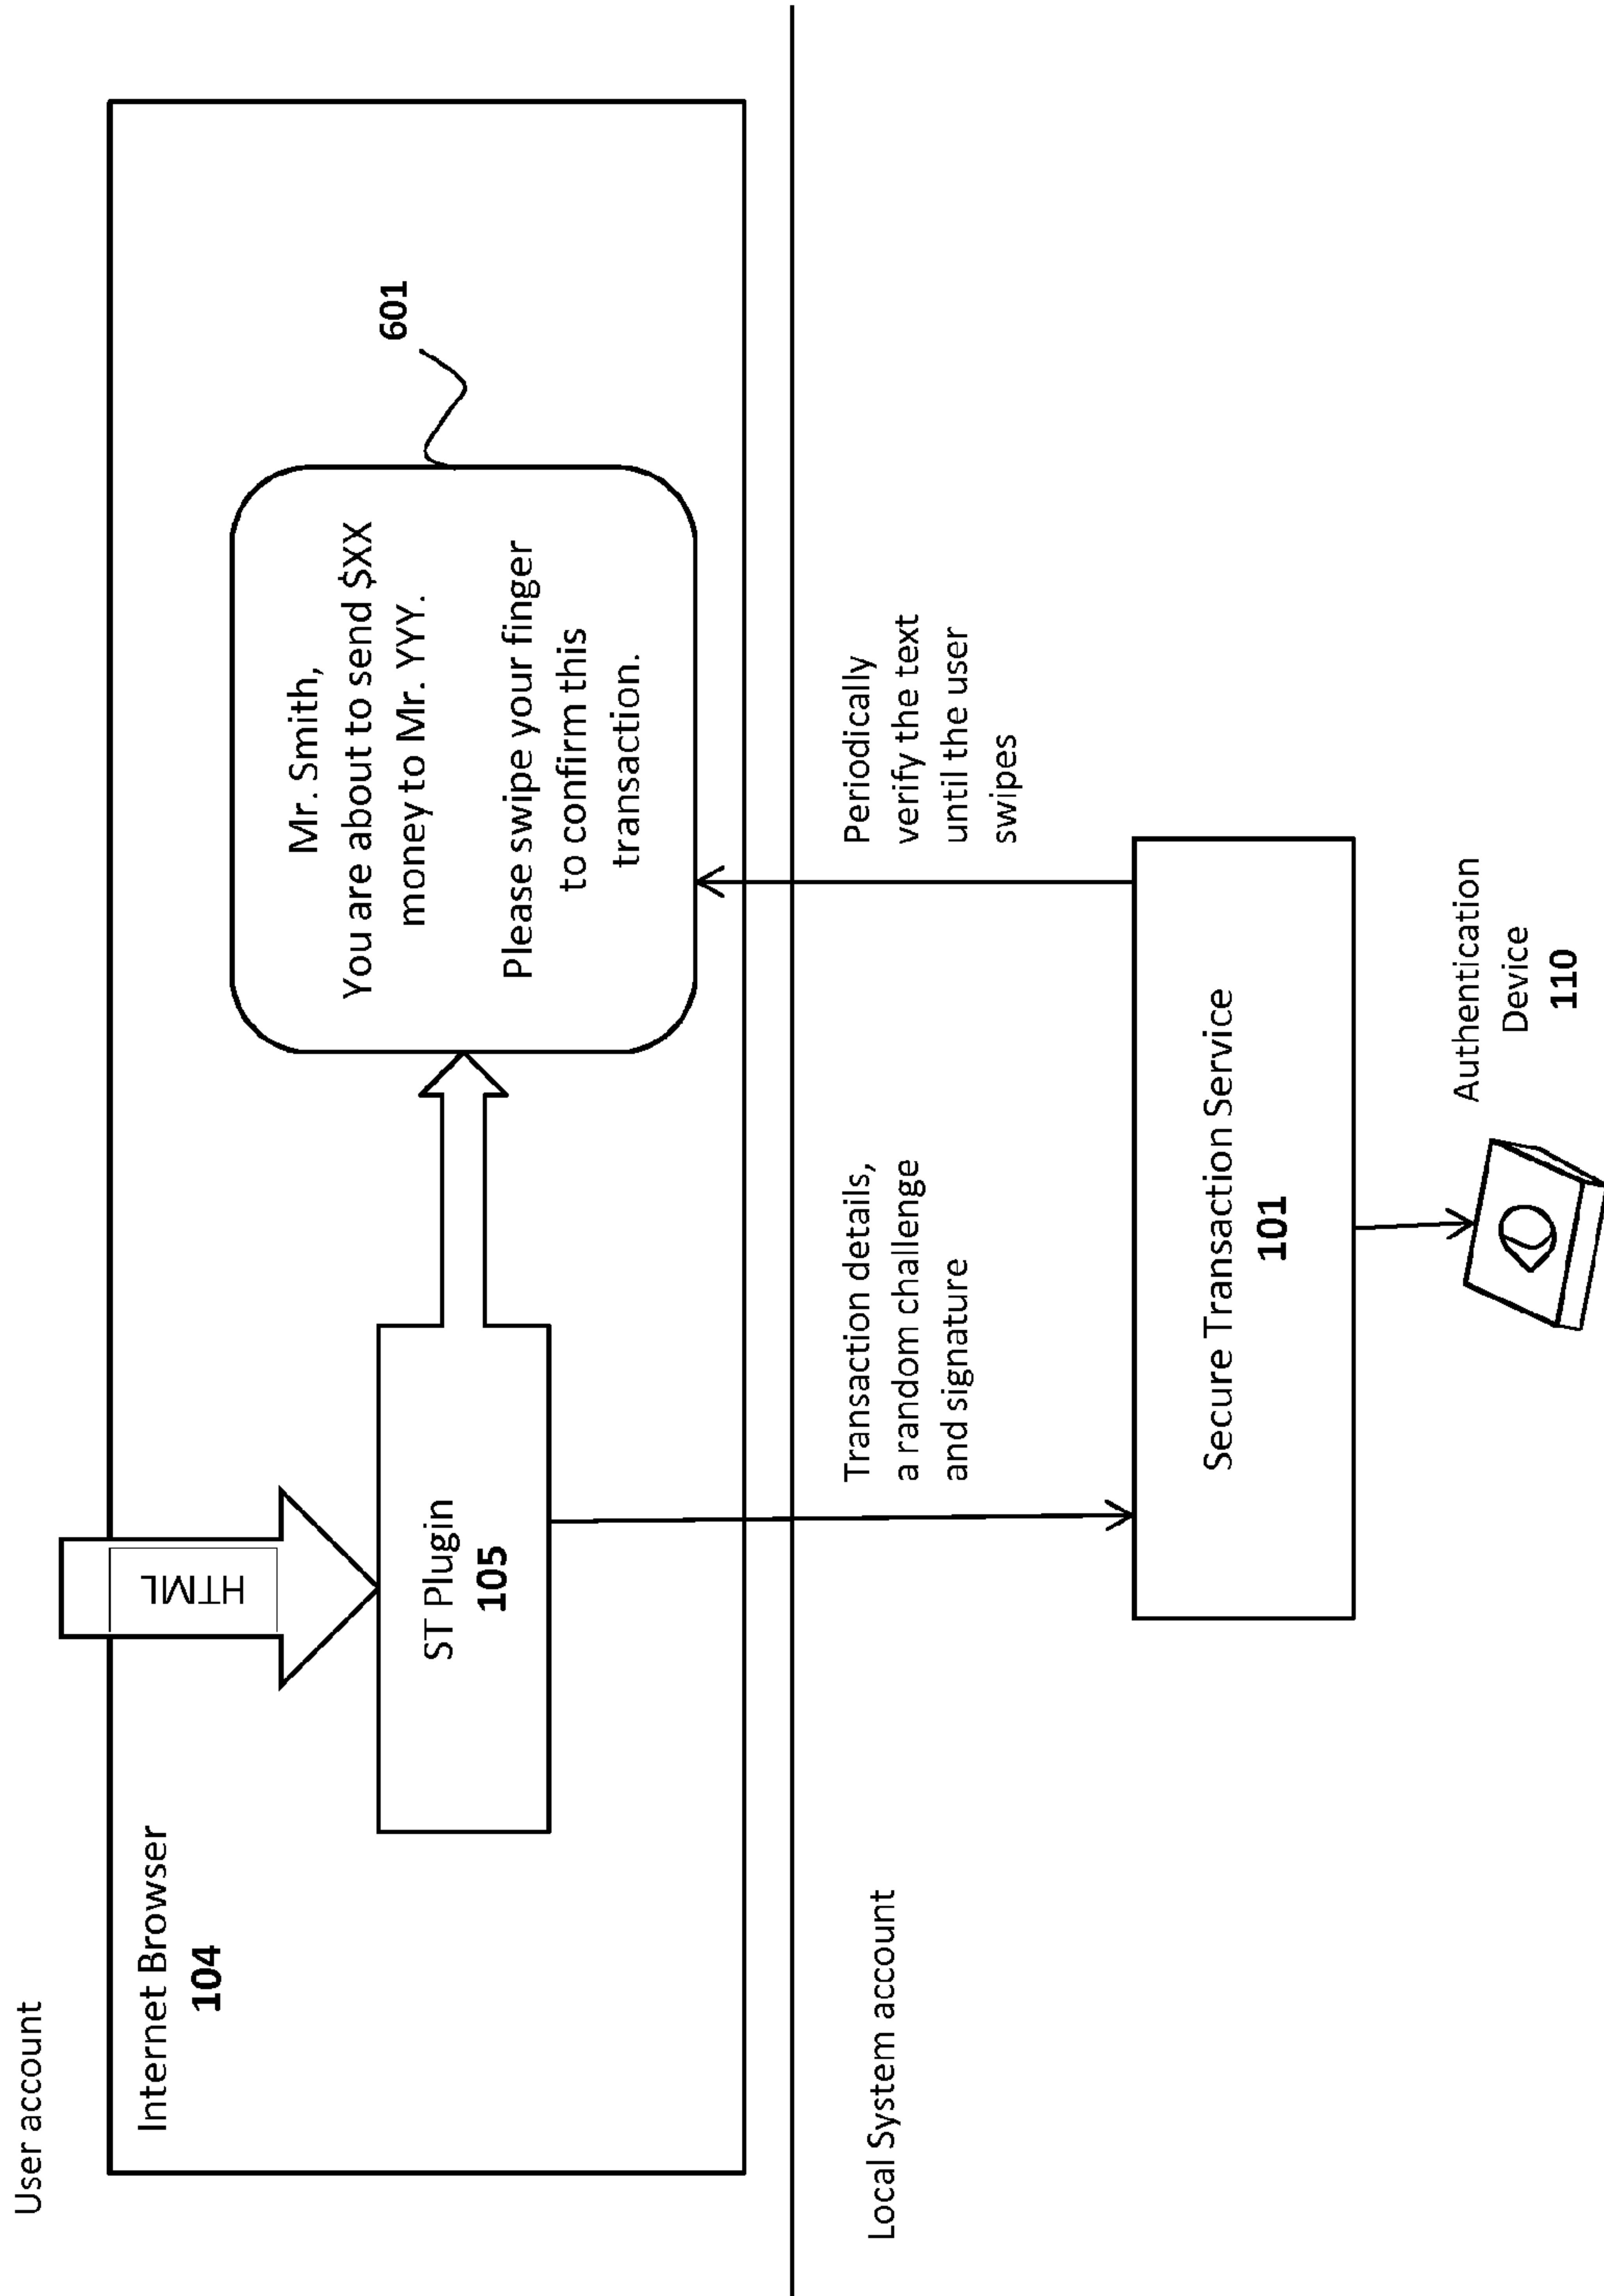 User account
Internet Browser
104
HTML
ST Plugin
105
Mr. Smith,
You are about to send $XX
money to Mr. YYY.
Please swipe your finger
to confirm this
transaction.
601
Local System account
Transaction details,
a random challenge
and signature
Periodically
verify the text
until the user
swipes
Secure Transaction Service
101
Authentication
Device
110